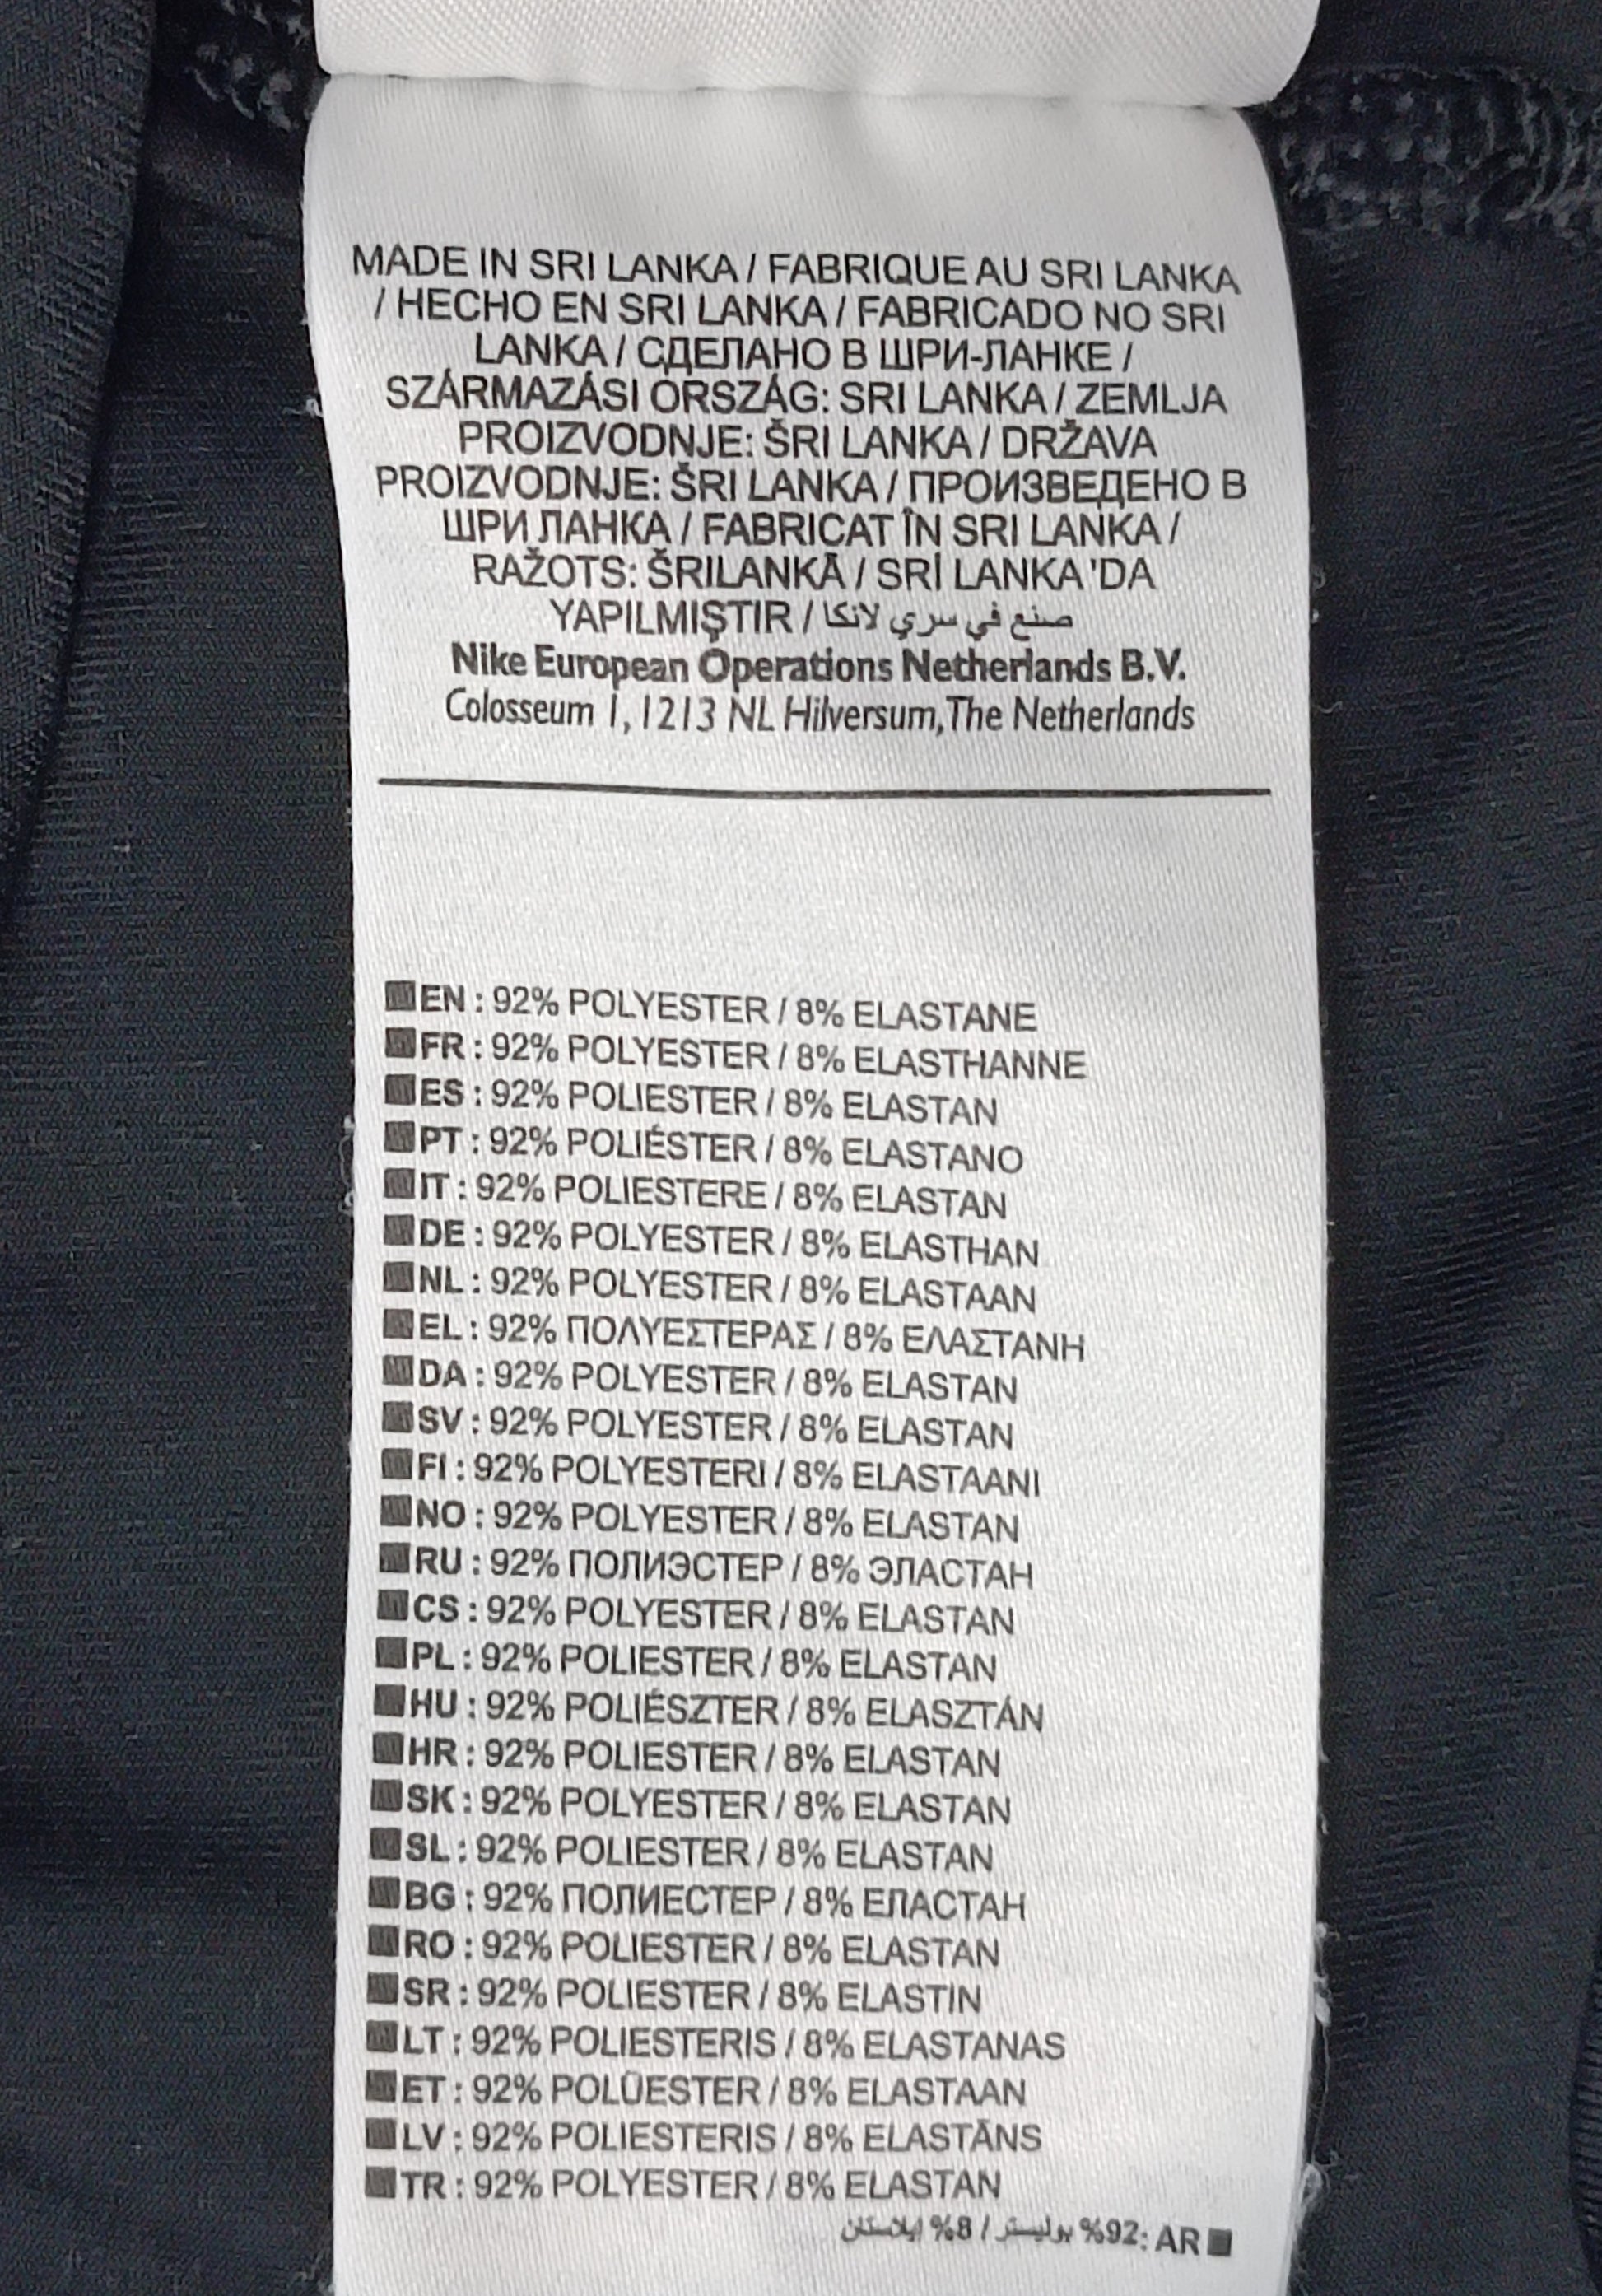 MADE IN SRI LANKA / FABRIQUE AU SRI LANKA
/ HECHO EN SRI LANKA / FABRICADO NO SRI
LANKA / СДЕЛАНО В ШРИ-ЛАНКЕ /
SZÁRMAZÁSI ORSZÁG: SRI LANKA / ZEMLJA
PROIZVODNJE: ŠRI LANKA / DRŽAVA
PROIZVODNJE: ŠRI LANKA / ПРОИЗВЕДЕНО В
ШРИ ЛАНКА / FABRICAT ÎN SRI LANKA /
RAŽOTS: ŠRILANKĀ / SRİ LANKA'DA
YAPILMIŞTIR / صنع في سري لانكا
Nike European Operations Netherlands B.V.
Colosseum 1, 1213 NL Hilversum, The Netherlands
■EN : 92% POLYESTER / 8% ELASTANE
■FR : 92% POLYESTER / 8% ELASTHANNE
■ES : 92% POLIESTER / 8% ELASTAN
■PT : 92% POLIÉSTER / 8% ELASTANO
■IT : 92% POLIESTERE / 8% ELASTAN
■DE : 92% POLYESTER / 8% ELASTHAN
■NL : 92% POLYESTER / 8% ELASTAAN
■EL : 92% ΠΟΛΥΕΣΤΕΡΑΣ / 8% ΕΛΑΣΤΑΝΗ
■DA : 92% POLYESTER / 8% ELASTAN
■SV : 92% POLYESTER / 8% ELASTAN
■FI : 92% POLYESTERI / 8% ELASTAANI
■NO : 92% POLYESTER / 8% ELASTAN
■RU : 92% ПОЛИЭСТЕР / 8% ЭЛАСТАН
■CS : 92% POLYESTER / 8% ELASTAN
■PL : 92% POLIESTER / 8% ELASTAN
■HU : 92% POLIÉSZTER / 8% ELASZTÁN
■HR : 92% POLIESTER / 8% ELASTAN
■SK : 92% POLYESTER / 8% ELASTAN
■SL : 92% POLIESTER / 8% ELASTAN
■BG : 92% ПОЛИЕСТЕР / 8% ЕЛАСТАН
■RO : 92% POLIESTER / 8% ELASTAN
■SR : 92% POLIESTER / 8% ELASTIN
■LT : 92% POLIESTERIS / 8% ELASTANAS
■ET : 92% POLÜESTER / 8% ELASTAAN
■LV : 92% POLIESTERIS / 8% ELASTĀNS
■TR : 92% POLYESTER / 8% ELASTAN
■AR :92% بوليستر / 8% ايلاستان